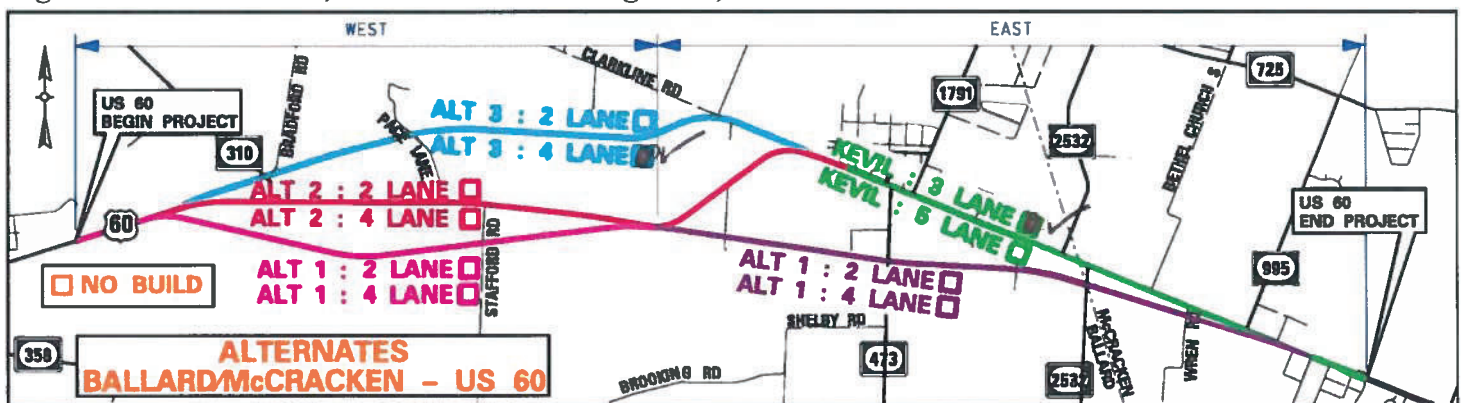 WEST
EAST
US 60
BEGIN PROJECT
310
BRADFORD RD
PACE LANE
CLARKLINE RD
ALT 3 : 2 LANE
ALT 3 : 4 LANE
1791
2532
BETHEL CHURCH
725
60
ALT 2 : 2 LANE
ALT 2 : 4 LANE
KEVIL : 3 LANE
KEVIL : 5 LANE
US 60
END PROJECT
NO BUILD
ALT 1 : 2 LANE
ALT 1 : 4 LANE
STAFFORD RD
ALT 1 : 2 LANE
ALT 1 : 4 LANE
995
358
ALTERNATES
BALLARD/McCRACKEN - US 60
SHELBY RD
BROOKING RD
473
2532
McCRACKEN
BALLARD
WREN RD